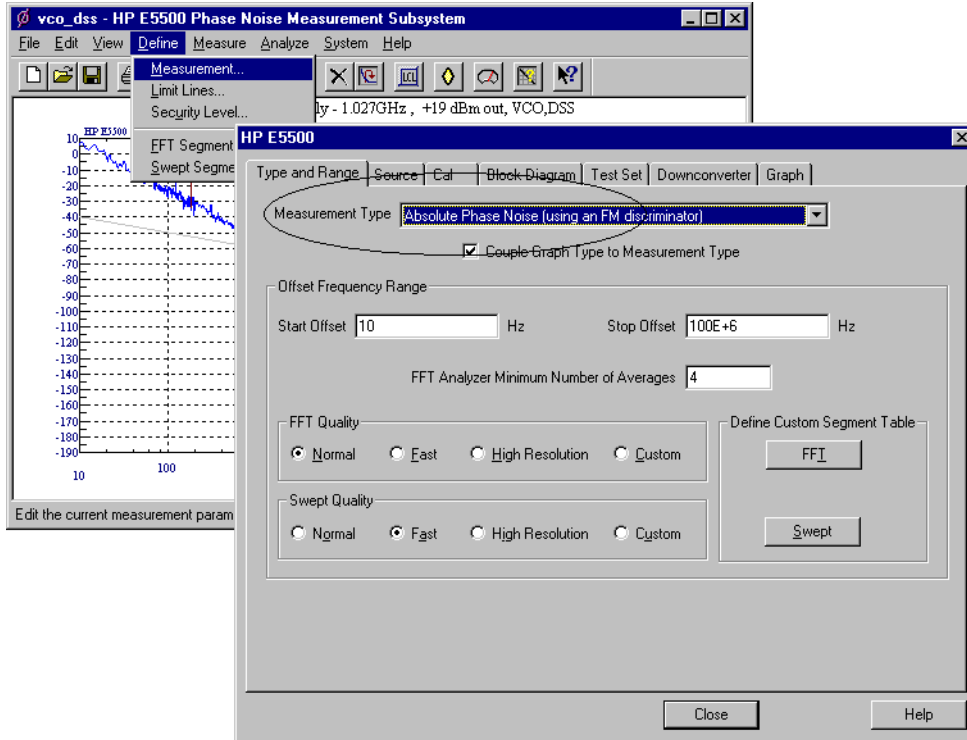 vco_dss - HP E5500 Phase Noise Measurement Subsystem
File Edit View Define Measure Analyze System Help
Measurement...
Limit Lines...
Security Level...
FFT Segment
Swept Segme
LCL
- 1.027GHz , +19 dBm out, VCO,DSS
HP E5500
10
0
-10
-20
-30
-40
-50
-60
-70
-80
-90
-100
-110
-120
-130
-140
-150
-160
-170
-180
-190
10 100
Edit the current measurement param
HP E5500
Type and Range Source Cal Block Diagram Test Set Downconverter Graph
Measurement Type Absolute Phase Noise (using an FM discriminator)
Couple Graph Type to Measurement Type
Offset Frequency Range
Start Offset 10 Hz Stop Offset 100E+6 Hz
FFT Analyzer Minimum Number of Averages 4
FFT Quality
Normal Fast High Resolution Custom
Swept Quality
Normal Fast High Resolution Custom
Define Custom Segment Table
FFT
Swept
Close Help